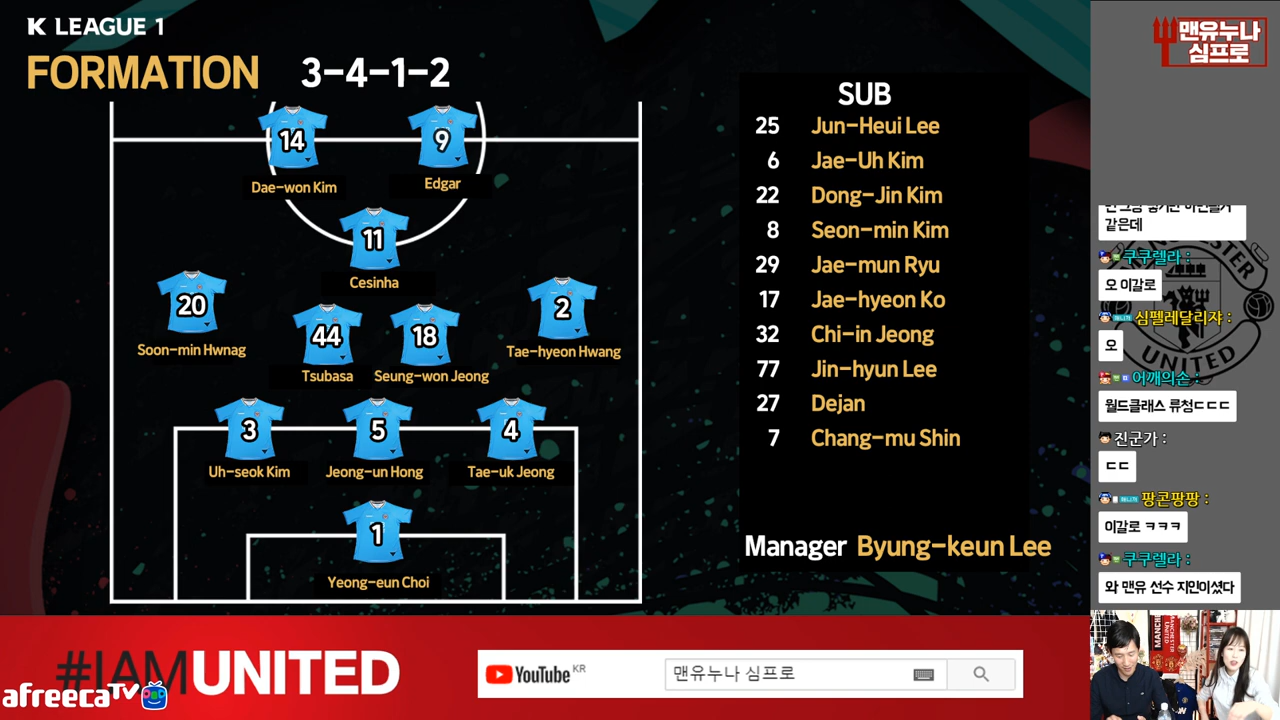 K LEAGUE 1
FORMATION 3-4-1-2
14
Dae-won Kim
9
Edgar
11
Cesinha
20
Soon-min Hwnag
44
Tsubasa
18
Seung-won Jeong
2
Tae-hyeon Hwang
3
Uh-seok Kim
5
Jeong-un Hong
4
Tae-uk Jeong
1
Yeong-eun Choi
SUB
25 Jun-Heui Lee
6 Jae-Uh Kim
22 Dong-Jin Kim
8 Seon-min Kim
29 Jae-mun Ryu
17 Jae-hyeon Ko
32 Chi-in Jeong
77 Jin-hyun Lee
27 Dejan
7 Chang-mu Shin
Manager Byung-keun Lee
맨유누나
심프로
같은데
쿠쿠렐라 :
오 이갈로
심펠레달리쟈 :
오
어깨의손 :
월드클래스 류청ㄷㄷㄷ
진군가 :
ㄷㄷ
팡콘팡팡 :
이갈로 ㅋㅋㅋ
쿠쿠렐라 :
와 맨유 선수 지인이셨다
MANCHESTER
UNITED
#IAMUNITED
afreecaTV
YouTube KR
맨유누나 심프로
MANCHESTER